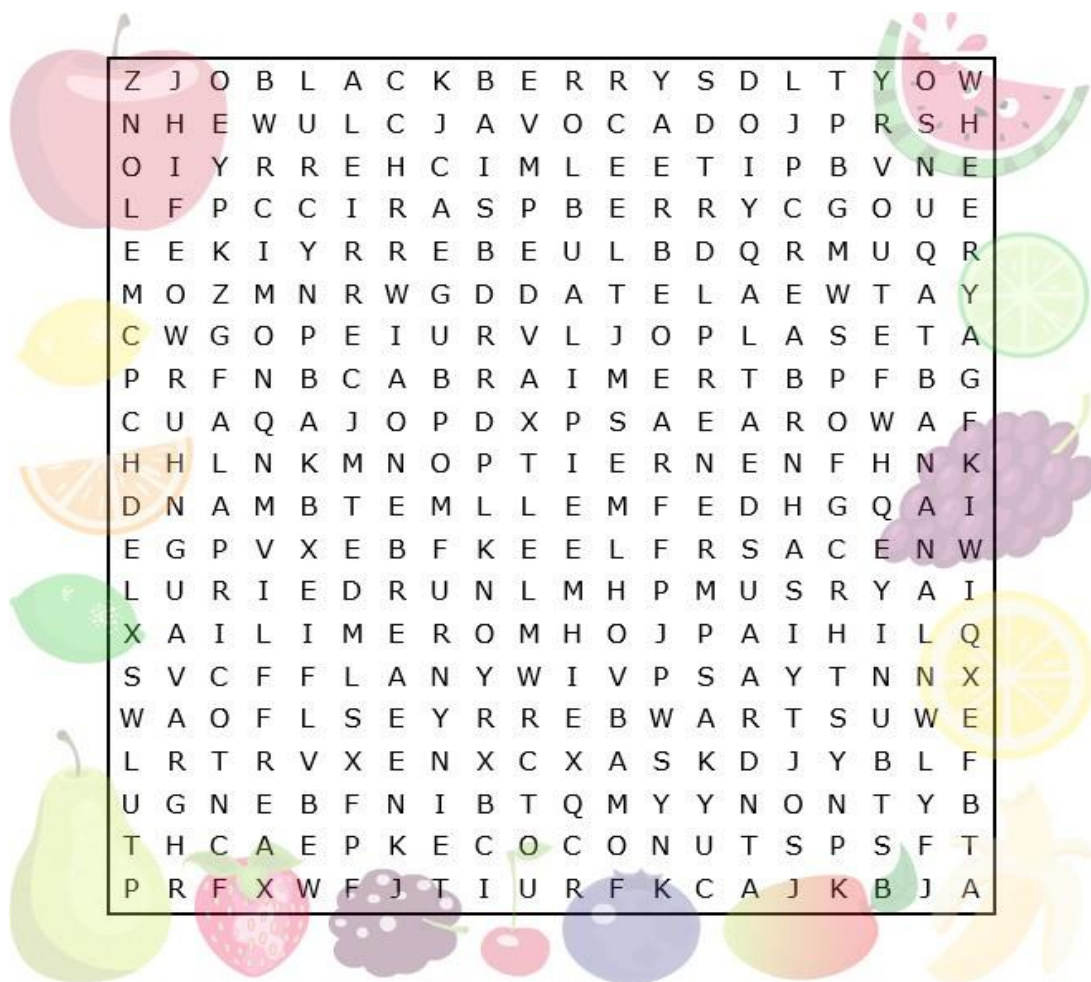 Z J O B L A C K B E R R Y S D L T Y O W
N H E W U L C J A V O C A D O J P R S H
O I Y R R E H C I M L E E T I P B V N E
L F P C C I R A S P B E R R Y C G O U E
E E K I Y R R E B E U L B D Q R M U Q R
M O Z M N R W G D D A T E L A E W T A Y
C W G O P E I U R V L J O P L A S E T A
P R F N B C A B R A I M E R T B P F B G
C U A Q A J O P D X P S A E A R O W A F
H H L N K M N O P T I E R N E N F H N K
D N A M B T E M L L E M F E D H G Q A I
E G P V X E B F K E E L F R S A C E N W
L U R I E D R U N L M H P M U S R Y A I
X A I L I M E R O M H O J P A I H I L Q
S V C F F L A N Y W I V P S A Y T N N X
W A O F L S E Y R R E B W A R T S U W E
L R T R V X E N X C X A S K D J Y B L F
U G N E B F N I B T Q M Y Y N O N T Y B
T H C A E P K E C O C O N U T S P S F T
P R F X W F J T I U R F K C A J K B J A